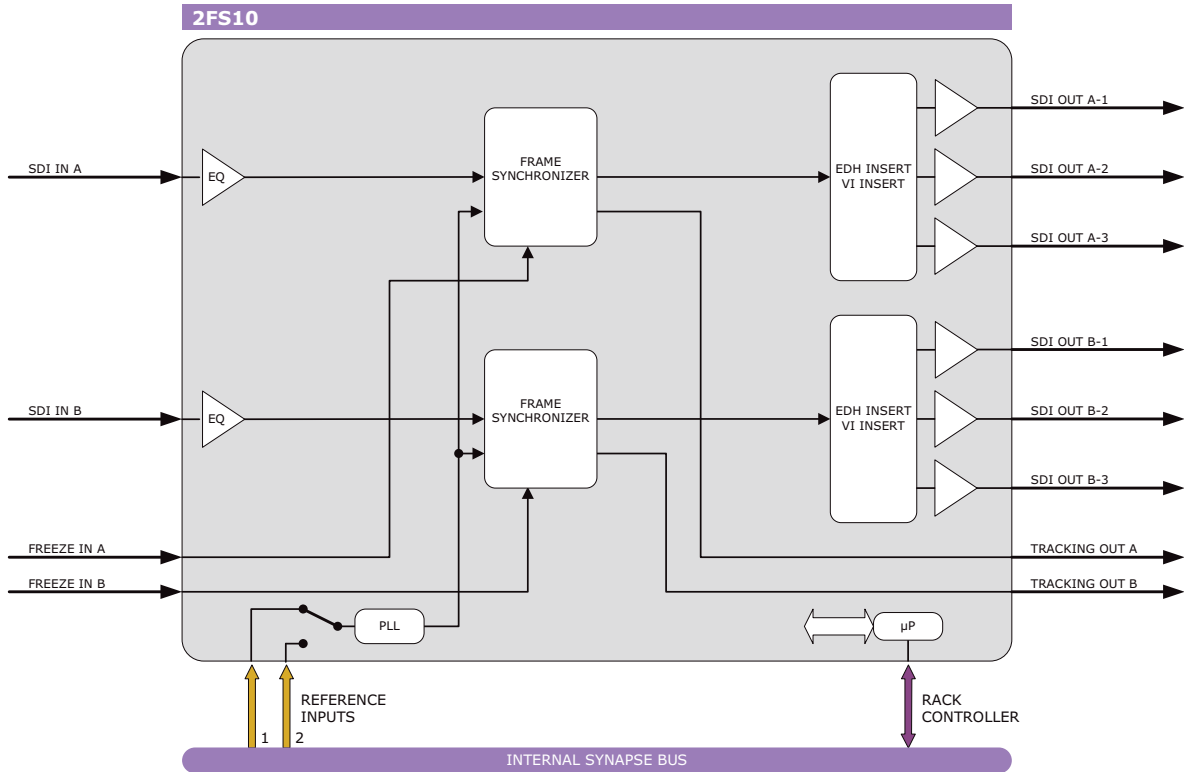 2FS10
SDI OUT A-1
FRAME
SYNCHRONIZER
SDI IN A
EQ
EDH INSERT
VI INSERT
SDI OUT A-2
SDI OUT A-3
SDI OUT B-1
FRAME
SYNCHRONIZER
SDI IN B
EQ
EDH INSERT
VI INSERT
SDI OUT B-2
SDI OUT B-3
FREEZE IN A
TRACKING OUT A
FREEZE IN B
TRACKING OUT B
PLL
µP
REFERENCE
INPUTS
1
2
RACK
CONTROLLER
INTERNAL SYNAPSE BUS